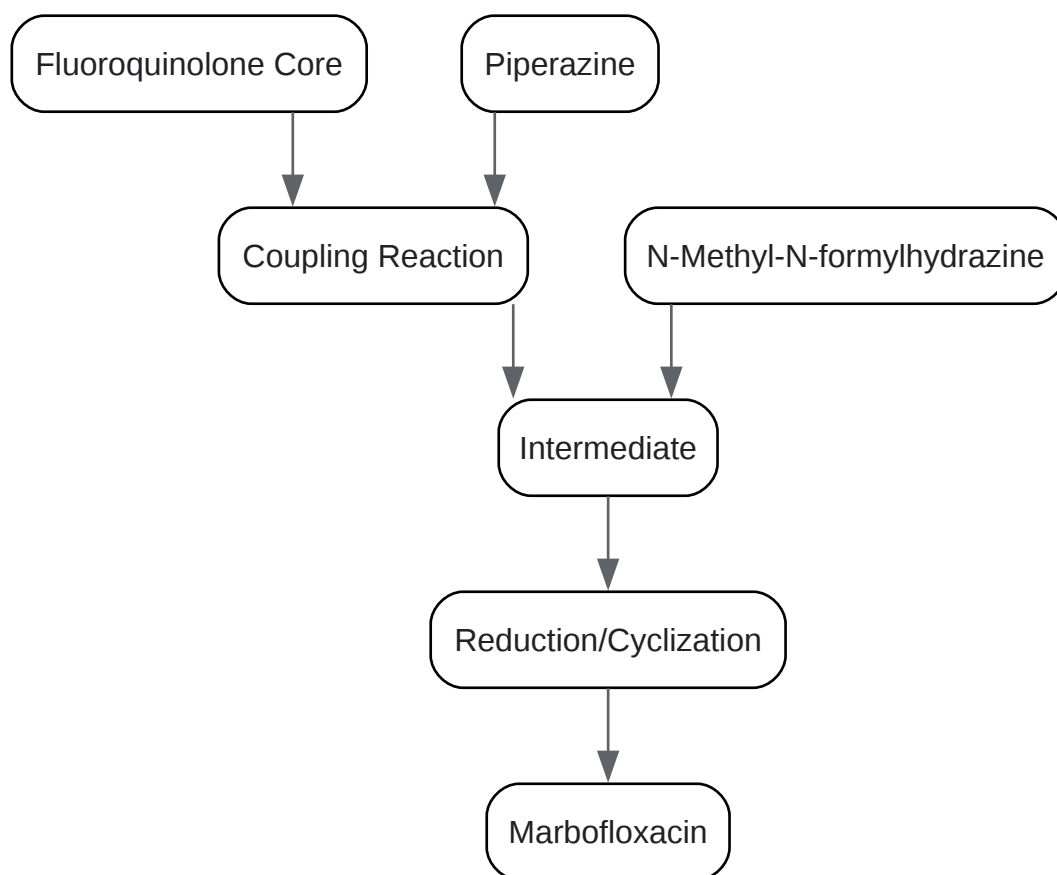 Fluoroquinolone Core
Piperazine
Coupling Reaction
N-Methyl-N-formylhydrazine
Intermediate
Reduction/Cyclization
Marbofloxacin